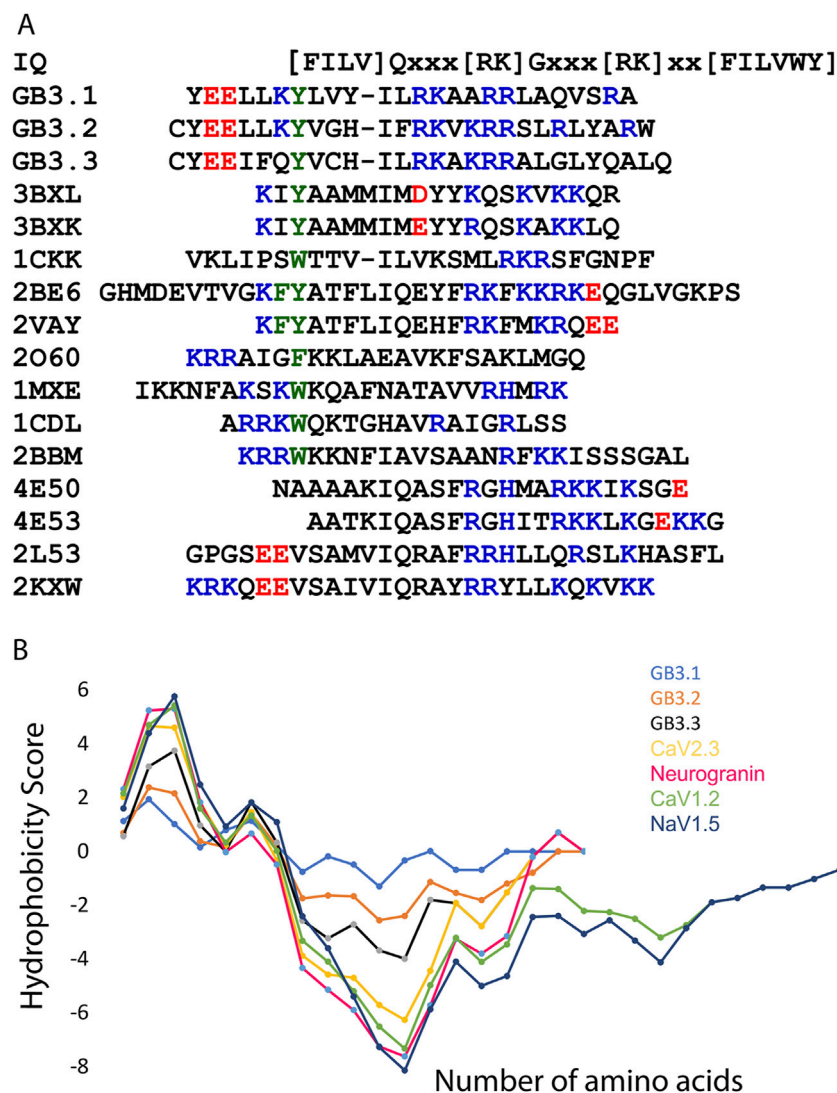 A
IQ [FILV]Qxxx[RK]Gxxx[RK]xx[FILVWY]
GB3.1 YEELLKYLVY-ILRKAARRLAQVSRA
GB3.2 CYEELLKYVGH-IFRKVKRRSLRLYARW
GB3.3 CYEEIFQYVCH-ILRKAKRRALGLYQALQ
3BXL KIYAAMMIMDYYKQSKVKKQR
3BXK KIYAAMMIMEYYRQSKAKKLQ
1CKK VKLIPSWTTV-ILVKSMLRKRSFGNPF
2BE6 GHMDEVTVGKFYATFLIQEYFRKFKKRKEQGLVGKPS
2VAY KFYATFLIQEHFRKFMKRQEE
2O60 KRRAIGFKKLAEAVKFSAKLMGQ
1MXE IKKNFAKSKWKQAFNATAVVRHMRK
1CDL ARRKWQKTGHAVRAIGRLSS
2BBM KRRWKKNFIAVSAANRFKKISSSGAL
4E50 NAAAAKIQASFRGHMARKKIKSGE
4E53 AATKIQASFRGHITRKKLKGEKKG
2L53 GPGSEEVSAMVIQRAFRRHLLQRSLKHASFL
2KXW KRKQEEVSAIVIQRAYRRYLLKQKVKK
B
GB3.1
GB3.2
GB3.3
CaV2.3
Neurogranin
CaV1.2
NaV1.5
Hydrophobicity Score
6
4
2
0
-2
-4
-6
-8
Number of amino acids